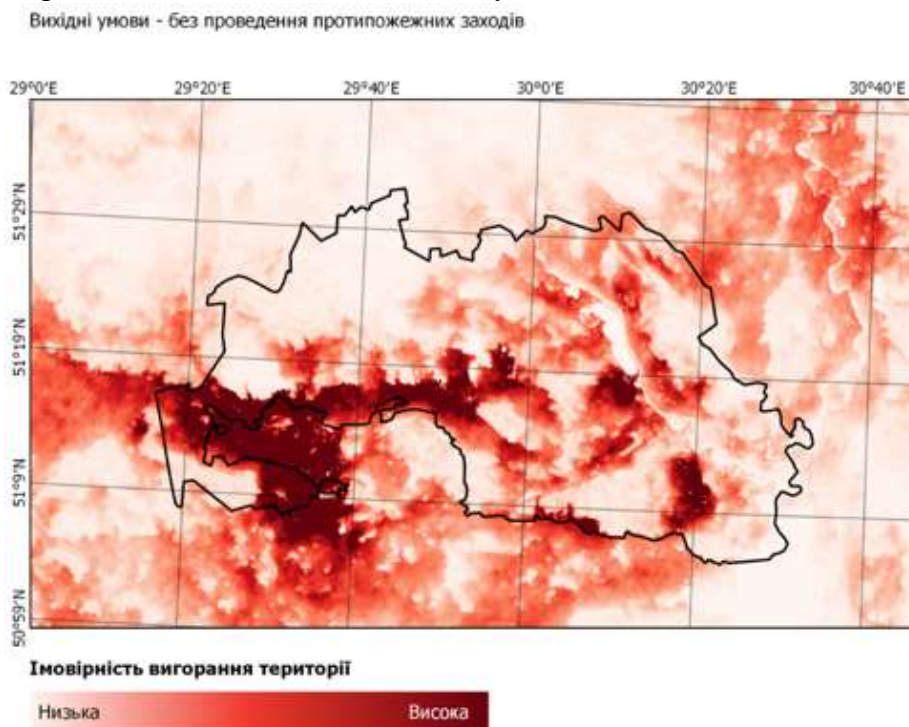 Вихідні умови - без проведення протипожежних заходів
29°0'E 29°20'E 29°40'E 30°0'E 30°20'E 30°40'E
51°29'N
51°19'N
51°9'N
50°59'N
Імовірність вигорання території
Низька Висока